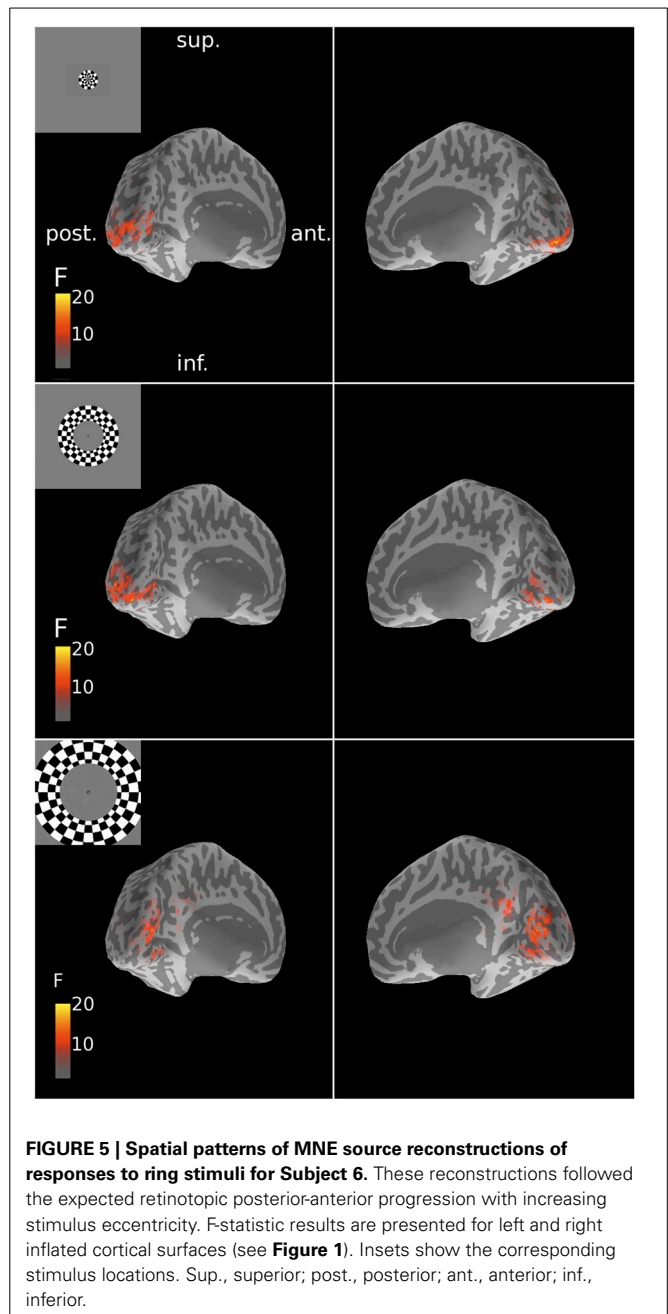 sup.
post.
ant.
F
20
10
inf.
F
20
10
F
20
10
FIGURE 5 | Spatial patterns of MNE source reconstructions of
responses to ring stimuli for Subject 6. These reconstructions followed
the expected retinotopic posterior-anterior progression with increasing
stimulus eccentricity. F-statistic results are presented for left and right
inflated cortical surfaces (see Figure 1). Insets show the corresponding
stimulus locations. Sup., superior; post., posterior; ant., anterior; inf.,
inferior.